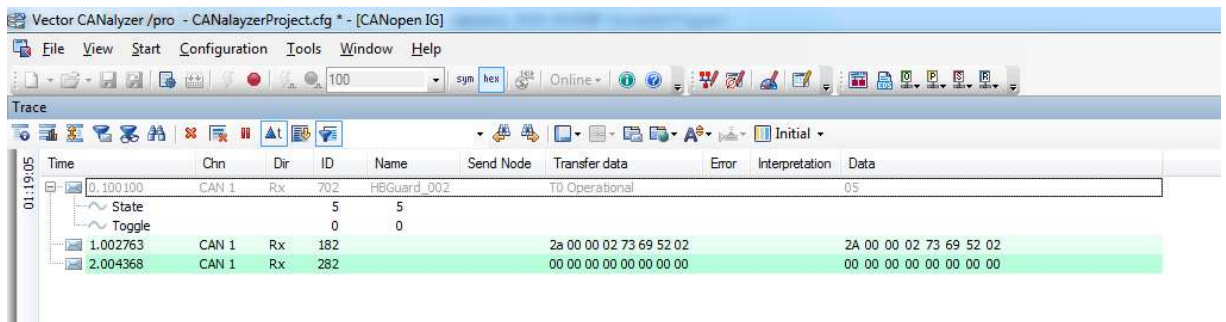 Vector CANalyzer /pro - CANalayzerProject.cfg * - [CANopen IG]
File View Start Configuration Tools Window Help
100 sym hex Online
Trace
Δt Initial
01:19:05
Time Chn Dir ID Name Send Node Transfer data Error Interpretation Data
0.100100 CAN 1 Rx 702 HBGuard_002 T0 Operational 05
State 5 5
Toggle 0 0
1.002763 CAN 1 Rx 182 2a 00 00 02 73 69 52 02 2A 00 00 02 73 69 52 02
2.004368 CAN 1 Rx 282 00 00 00 00 00 00 00 00 00 00 00 00 00 00 00 00